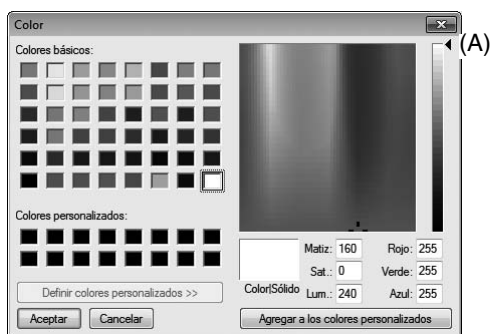 Color
(A)
Colores básicos:
Colores personalizados:
Definir colores personalizados >>
Aceptar
Cancelar
Color|Sólido
Matiz: 160
Sat.: 0
Lum.: 240
Rojo: 255
Verde: 255
Azul: 255
Agregar a los colores personalizados